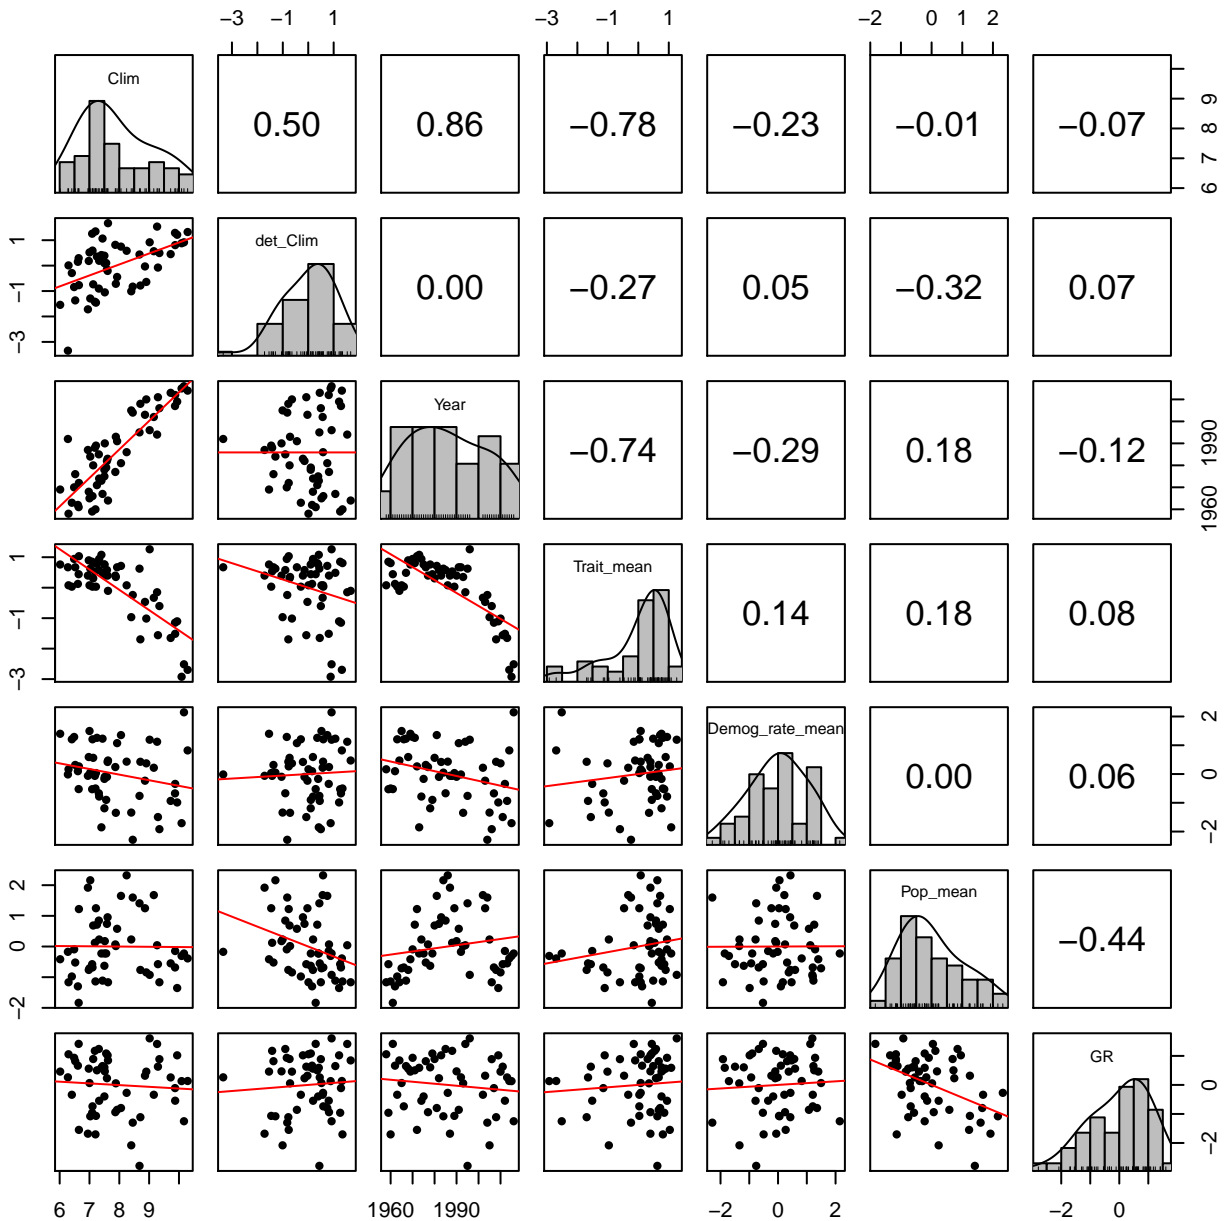 −3 −1 1 −3 −1 1 −2 0 2
Clim 0.50 0.86 −0.78 −0.23 −0.01 −0.07 6 7 8 9
−3 −1 1 det_Clim 0.00 −0.27 0.05 −0.32 0.07
Year −0.74 −0.29 0.18 −0.12 1960 1990
−3 −1 1 Trait_mean 0.14 0.18 0.08
Demog_rate_mean 0.00 0.06 −2 0 2
−2 0 1 2 Pop_mean −0.44
GR −2 0
6 7 8 9 1960 1990 −2 0 2 −2 0